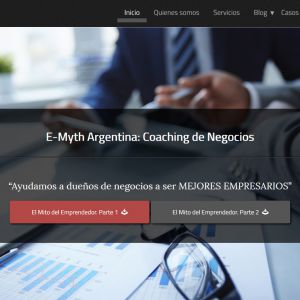 Inicio Quienes somos Servicios Blog ▾ Casos
E-Myth Argentina: Coaching de Negocios
“Ayudamos a dueños de negocios a ser MEJORES EMPRESARIOS”
El Mito del Emprendedor. Parte 1 El Mito del Emprendedor. Parte 2